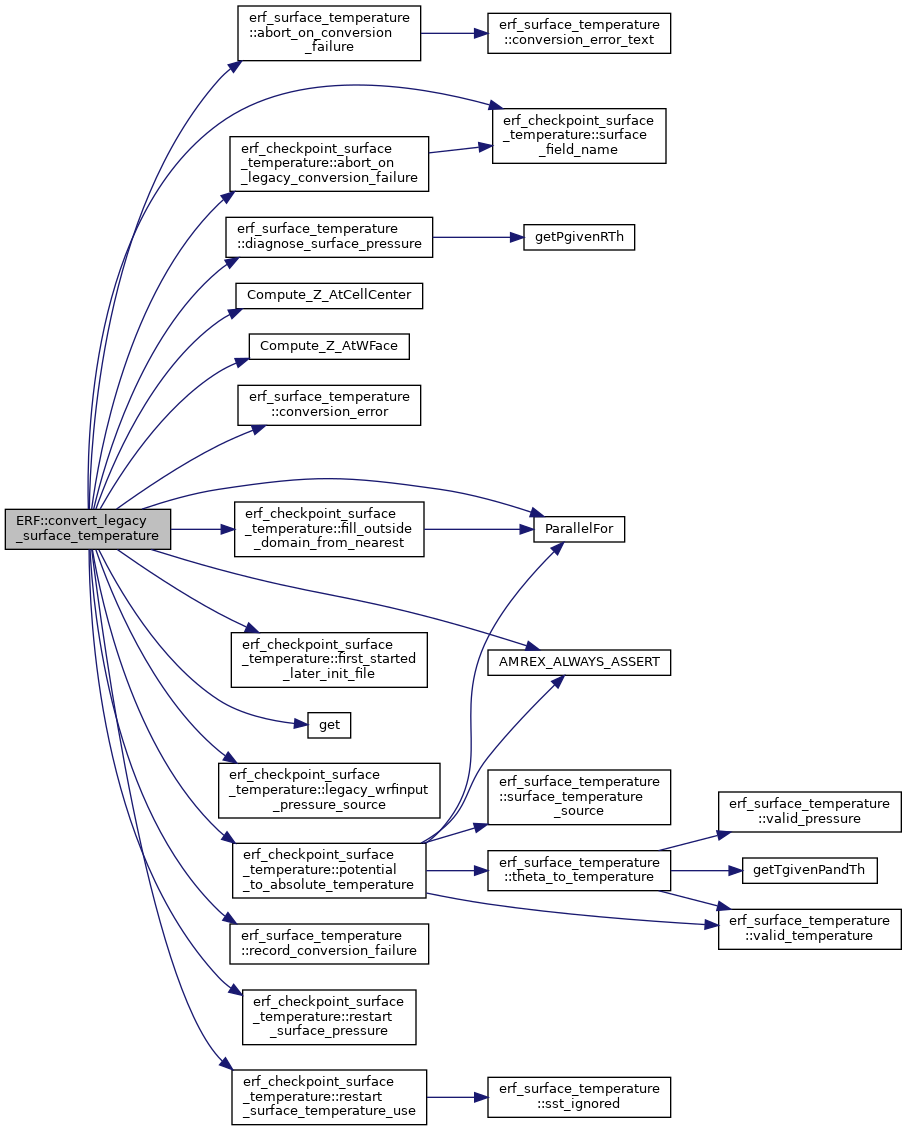 erf_surface_temperature
::abort_on_conversion
_failure
erf_surface_temperature
::conversion_error_text
erf_checkpoint_surface
_temperature::surface
_field_name
erf_checkpoint_surface
_temperature::abort_on
_legacy_conversion_failure
erf_surface_temperature
::diagnose_surface_pressure
getPgivenRTh
Compute_Z_AtCellCenter
Compute_Z_AtWFace
erf_surface_temperature
::conversion_error
ERF::convert_legacy
_surface_temperature
erf_checkpoint_surface
_temperature::fill_outside
_domain_from_nearest
ParallelFor
erf_checkpoint_surface
_temperature::first_started
_later_init_file
AMREX_ALWAYS_ASSERT
get
erf_checkpoint_surface
_temperature::legacy_wrfinput
_pressure_source
erf_surface_temperature
::surface_temperature
_source
erf_surface_temperature
::valid_pressure
erf_checkpoint_surface
_temperature::potential
_to_absolute_temperature
erf_surface_temperature
::theta_to_temperature
getTgivenPandTh
erf_surface_temperature
::valid_temperature
erf_surface_temperature
::record_conversion_failure
erf_checkpoint_surface
_temperature::restart
_surface_pressure
erf_checkpoint_surface
_temperature::restart
_surface_temperature_use
erf_surface_temperature
::sst_ignored